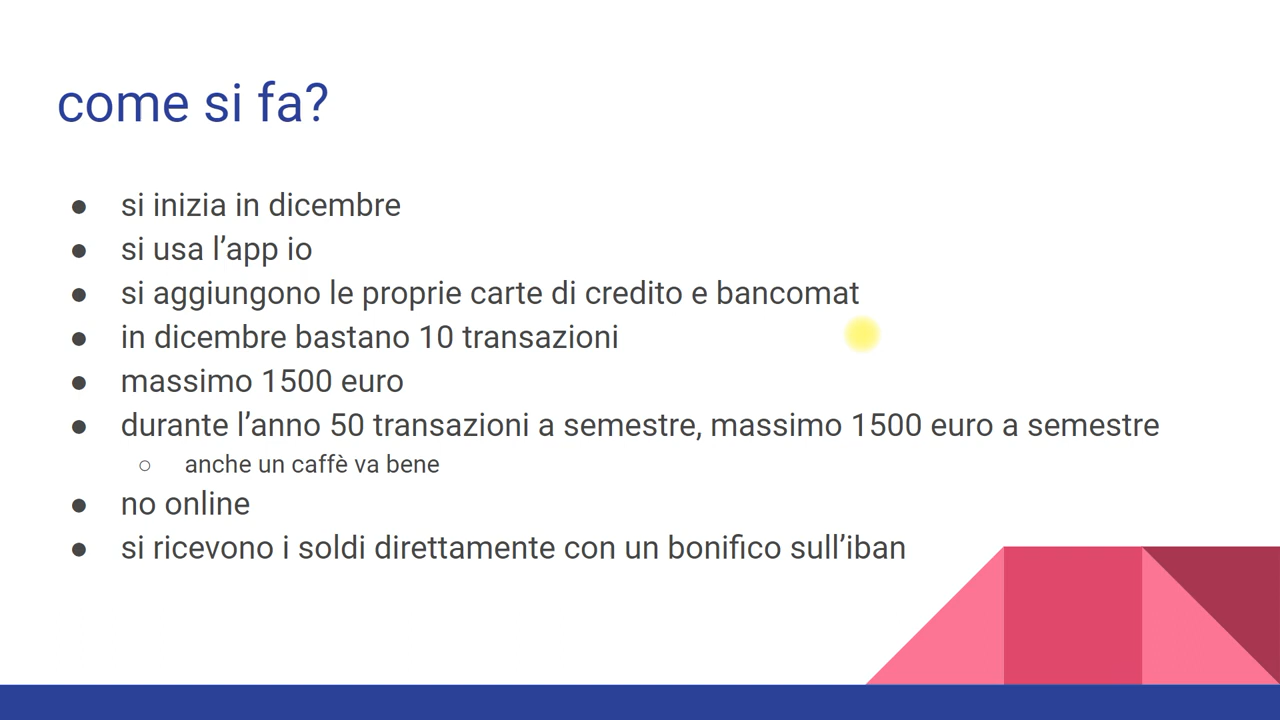 come si fa?
● si inizia in dicembre
● si usa l’app io
● si aggiungono le proprie carte di credito e bancomat
● in dicembre bastano 10 transazioni
● massimo 1500 euro
● durante l’anno 50 transazioni a semestre, massimo 1500 euro a semestre
○ anche un caffè va bene
● no online
● si ricevono i soldi direttamente con un bonifico sull’iban